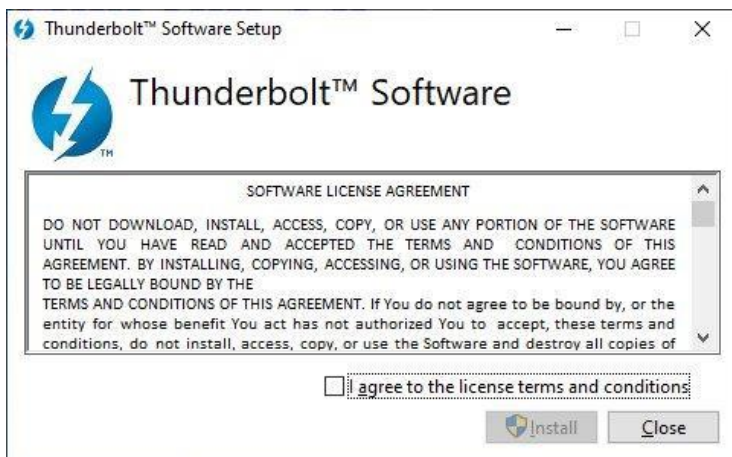 Thunderbolt™ Software Setup
Thunderbolt™ Software
TM
SOFTWARE LICENSE AGREEMENT
DO NOT DOWNLOAD, INSTALL, ACCESS, COPY, OR USE ANY PORTION OF THE SOFTWARE
UNTIL YOU HAVE READ AND ACCEPTED THE TERMS AND CONDITIONS OF THIS
AGREEMENT. BY INSTALLING, COPYING, ACCESSING, OR USING THE SOFTWARE, YOU AGREE
TO BE LEGALLY BOUND BY THE
TERMS AND CONDITIONS OF THIS AGREEMENT. If You do not agree to be bound by, or the
entity for whose benefit You act has not authorized You to accept, these terms and
conditions, do not install, access, copy, or use the Software and destroy all copies of
I agree to the license terms and conditions
Install Close